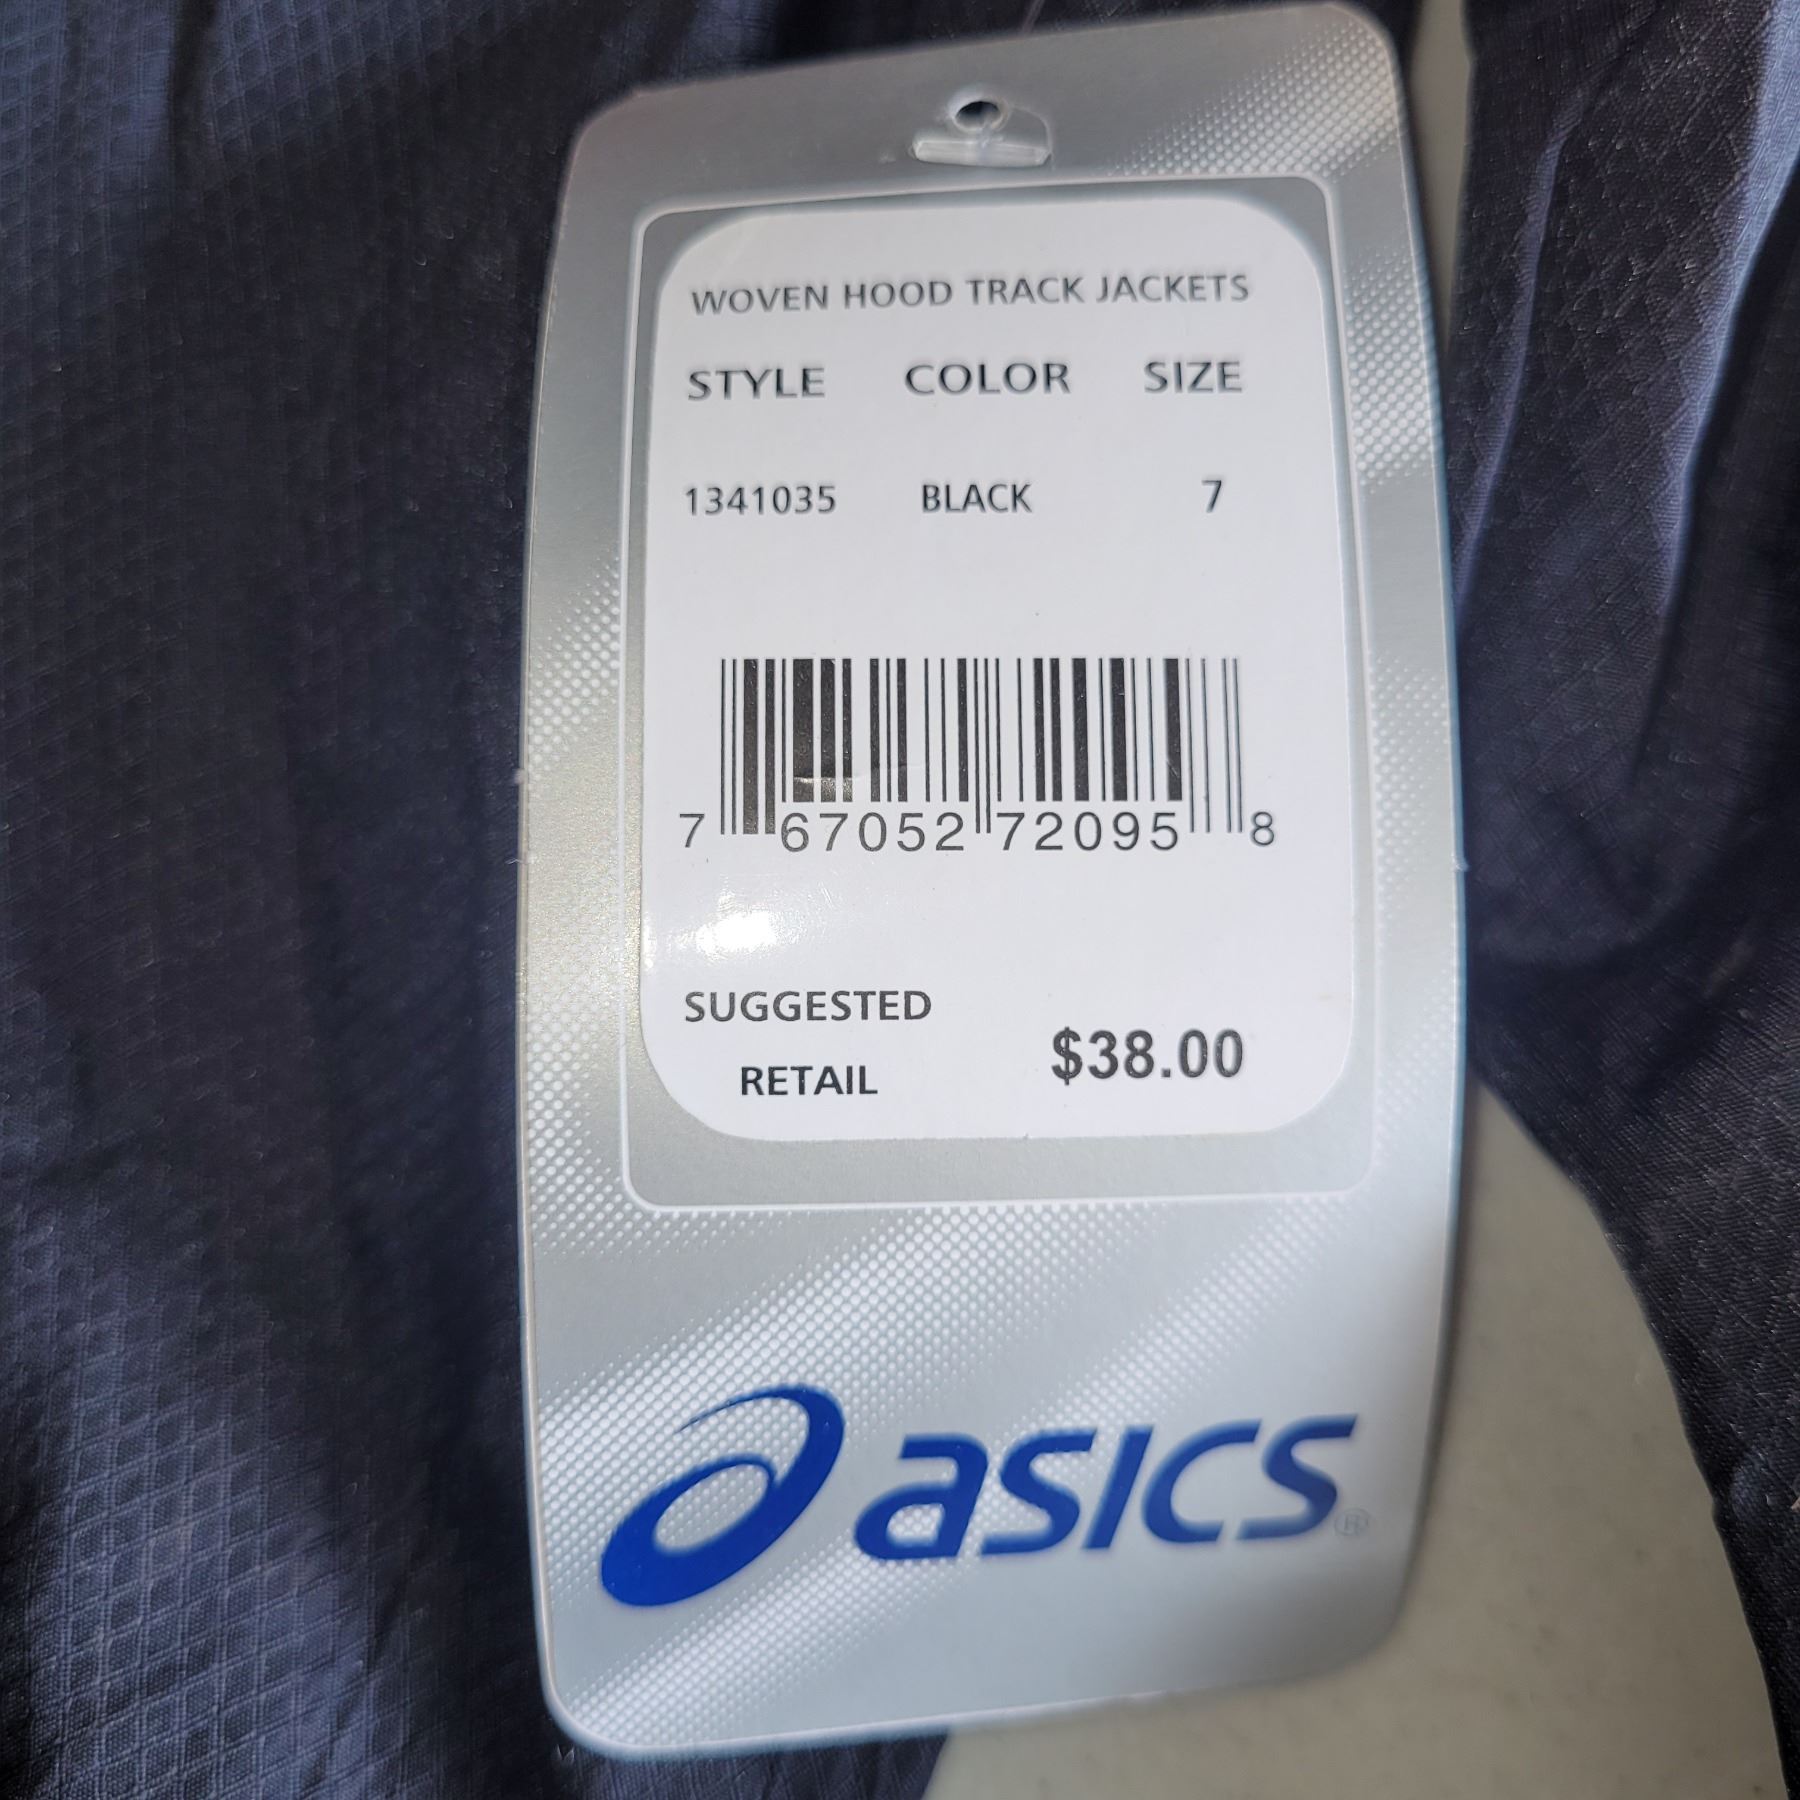 WOVEN HOOD TRACK JACKETS
STYLE COLOR SIZE
1341035 BLACK 7
7 67052 72095 8
SUGGESTED
RETAIL $38.00
asics®